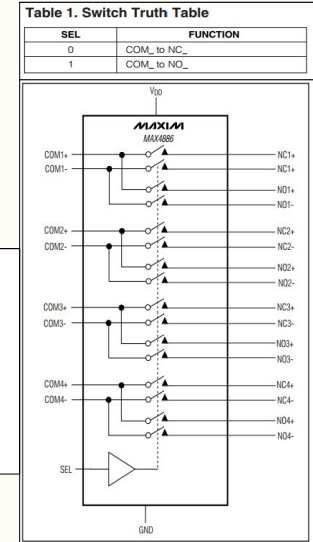 Table 1. Switch Truth Table
SEL FUNCTION
0 COM_ to NC_
1 COM_ to NO_
VDD
MAXIM
MAX4886
COM1+ NC1+
COM1- NC1+
NO1+
NO1-
COM2+ NC2+
COM2- NC2-
NO2+
NO2-
COM3+ NC3+
COM3- NC3-
NO3+
NO3-
COM4+ NC4+
COM4- NC4-
NO4+
NO4-
SEL
GND